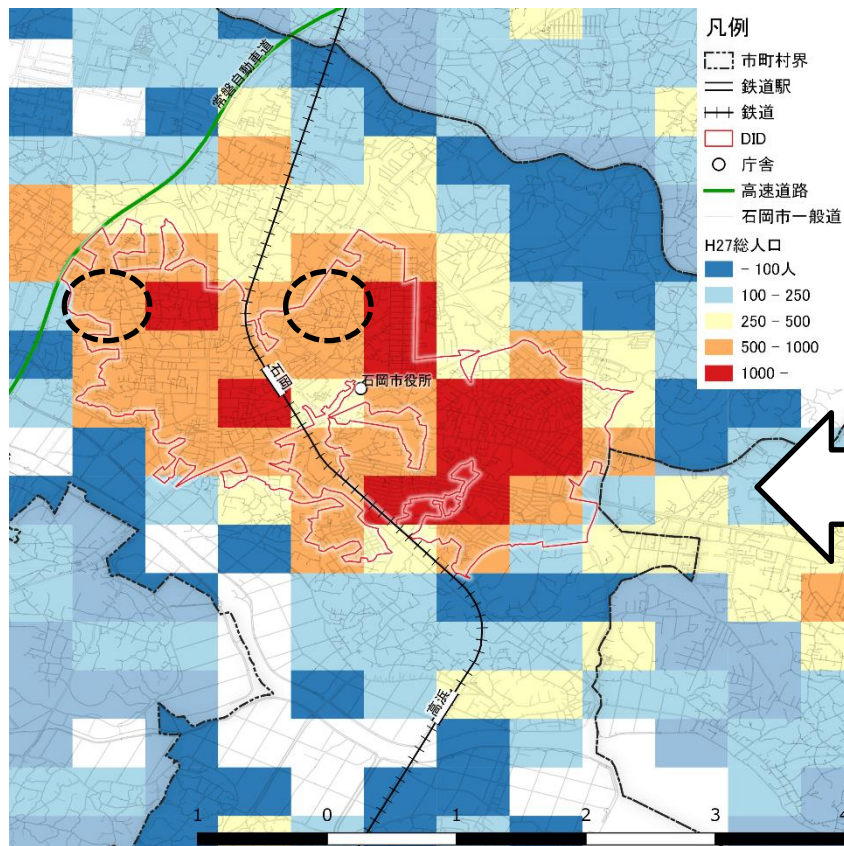 凡例
市町村界
鉄道駅
鉄道
DID
庁舎
高速道路
石岡市一般道
H27総人口
- 100人
100 - 250
250 - 500
500 - 1000
1000 -
常磐自動車道
石岡
石岡市役所
高浜
1 0 1 2 3 4